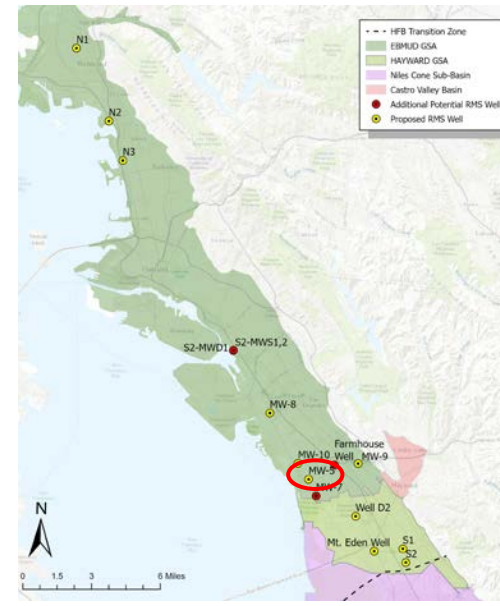 N1
HFB Transition Zone
EBMUD GSA
HAYWARD GSA
Niles Cone Sub-Basin
Castro Valley Basin
Additional Potential RMS Well
Proposed RMS Well
N2
N3
S2-MWD1 S2-MWS1,2
MW-8
Farmhouse
Well
MW-10
MW-9
MW-5
MW-7
Well D2
Mt. Eden Well
S1
S2
N
0 1.5 3 6 Miles